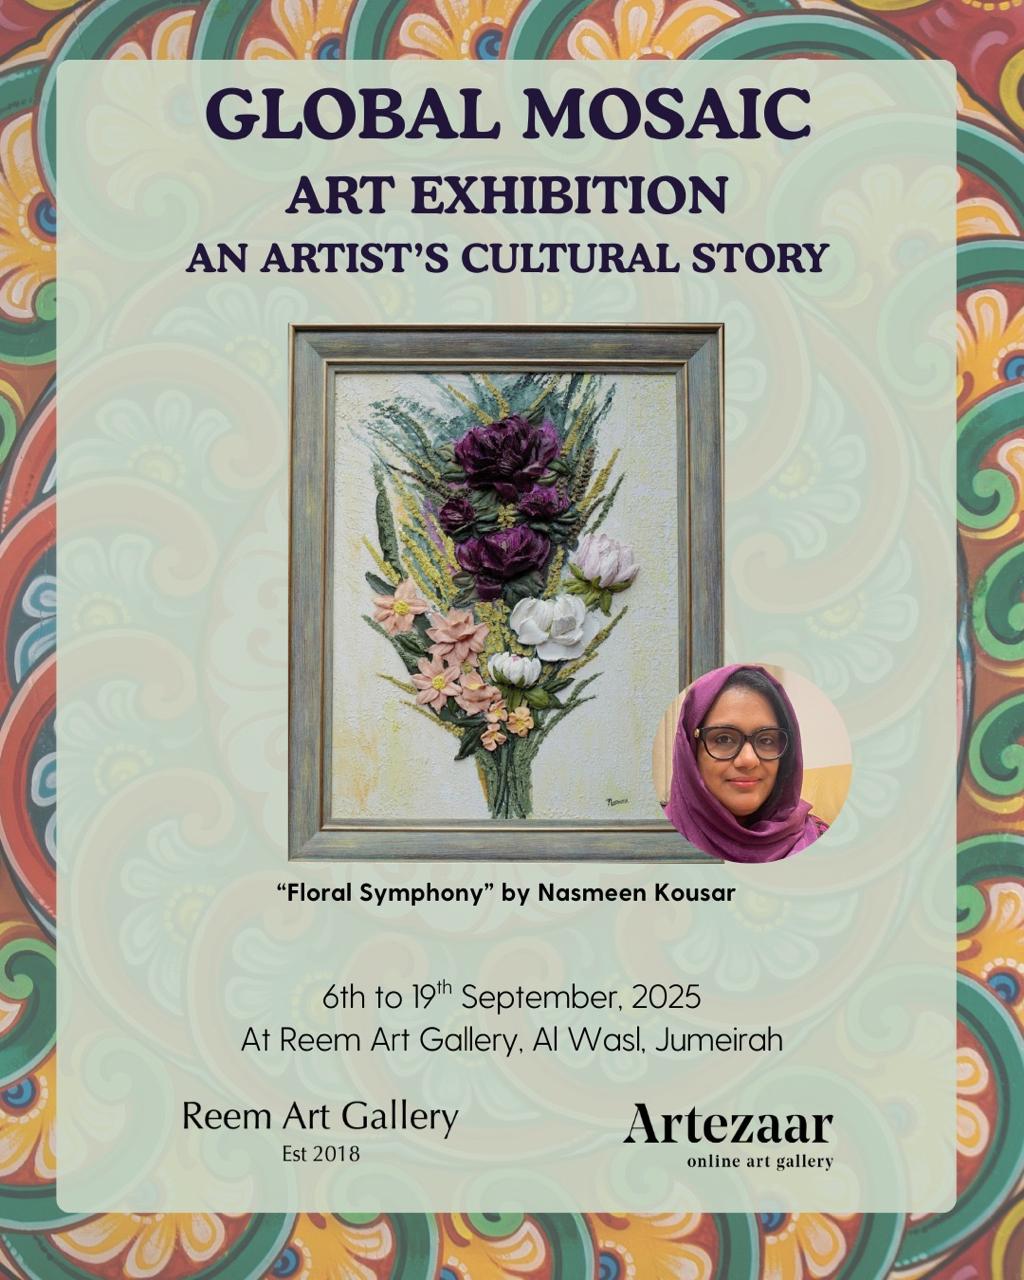 GLOBAL MOSAIC
ART EXHIBITION
AN ARTIST’S CULTURAL STORY
“Floral Symphony” by Nasmeen Kousar
6th to 19th September, 2025
At Reem Art Gallery, Al Wasl, Jumeirah
Reem Art Gallery
Est 2018
Artezaar
online art gallery